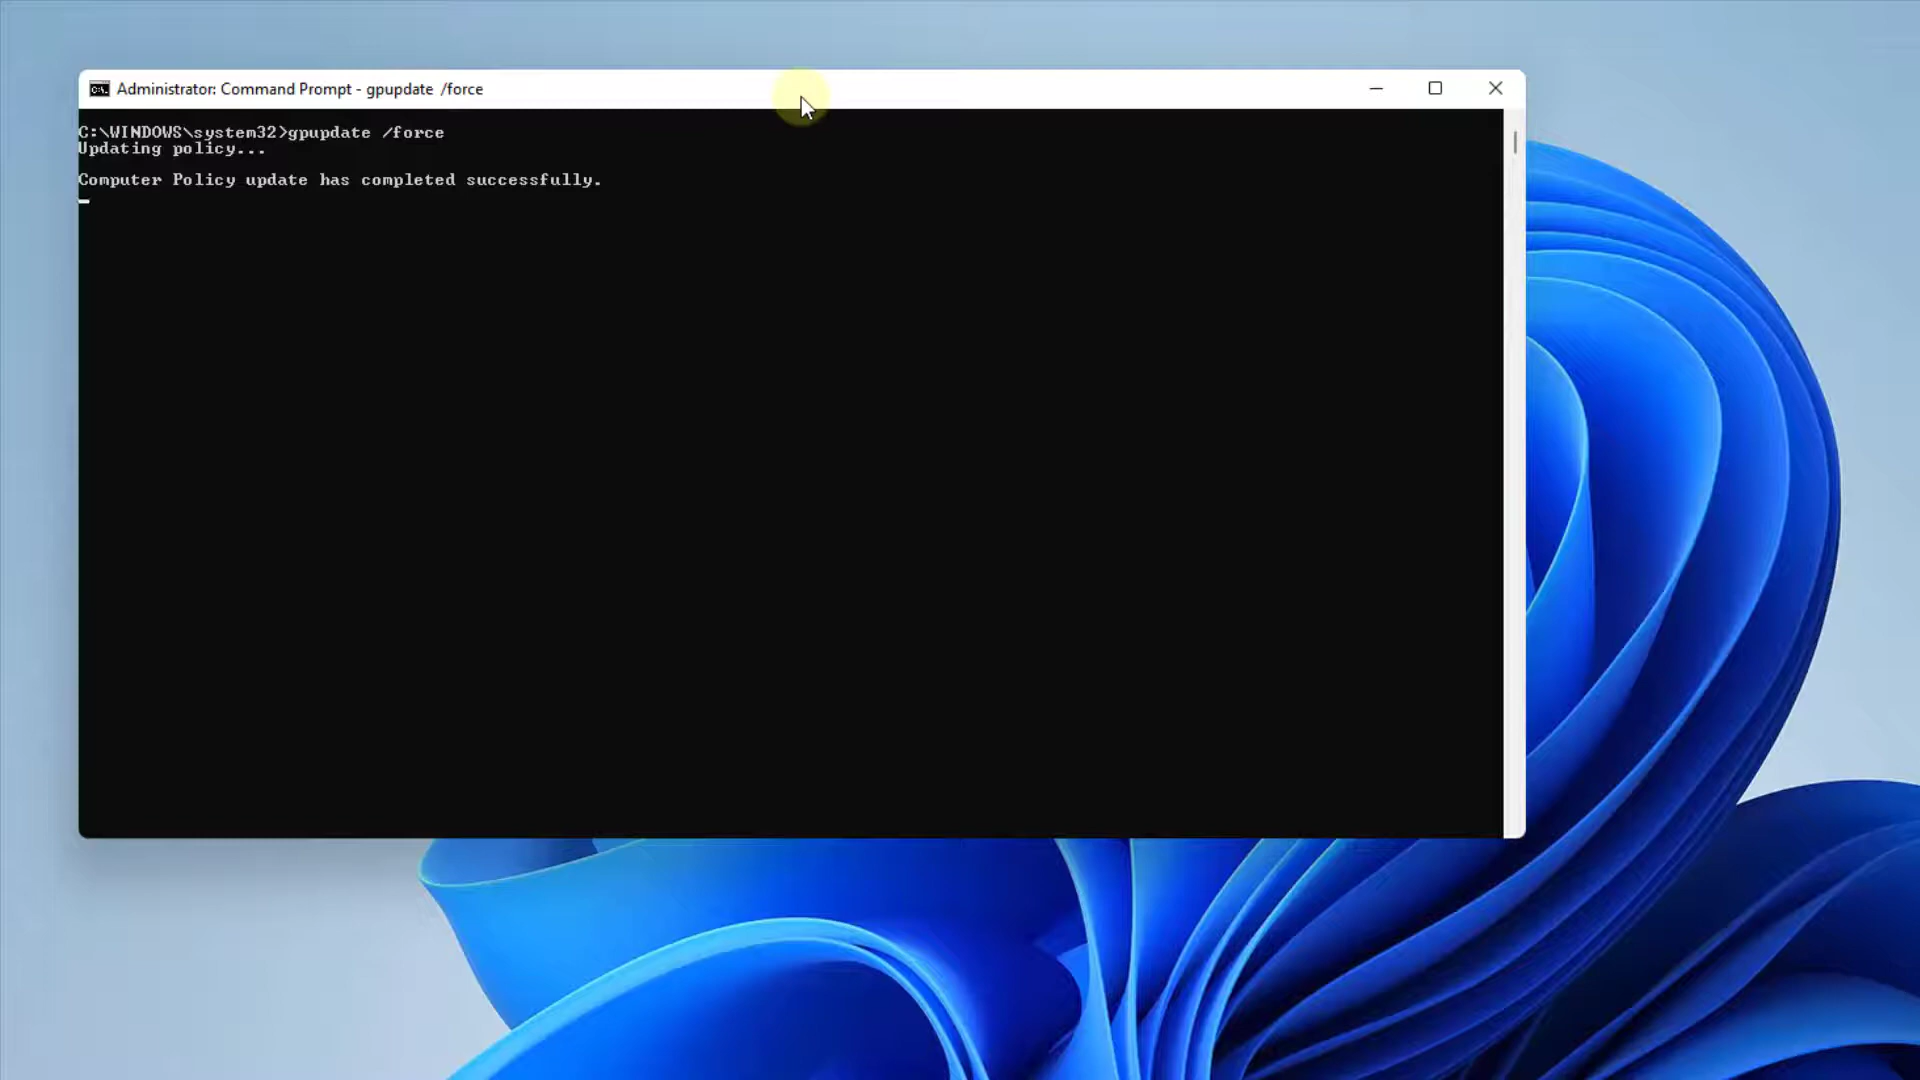 Administrator: Command Prompt - gpupdate /force
C:\WINDOWS\system32>gpupdate /force
Updating policy...
Computer Policy update has completed successfully.